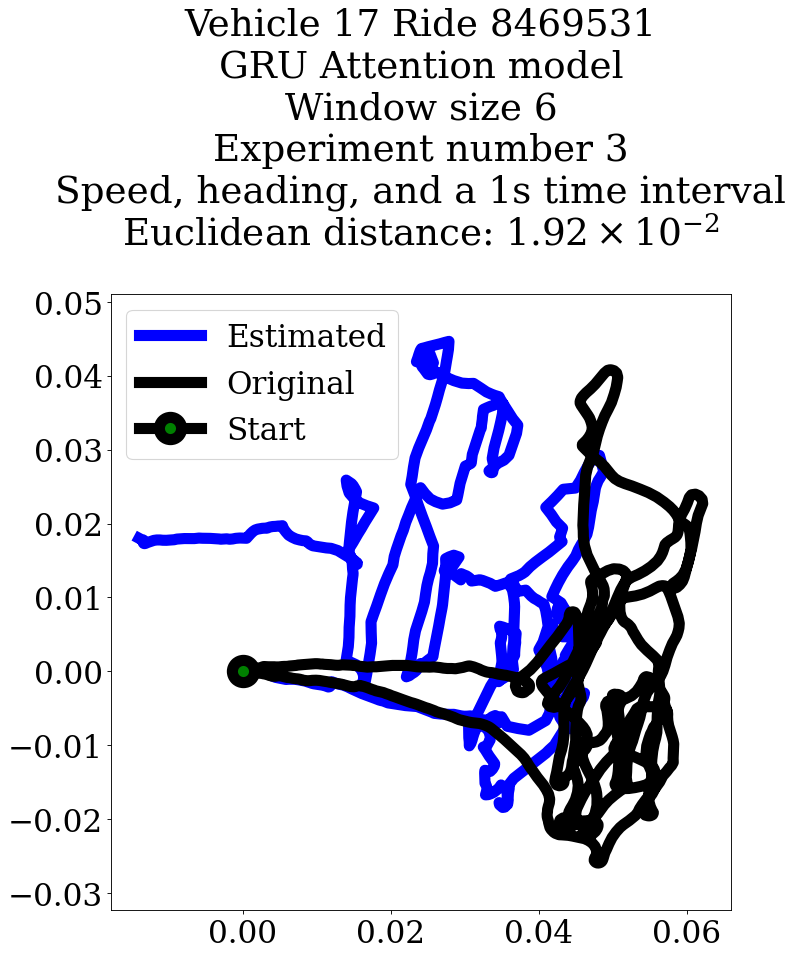 Vehicle 17 Ride 8469531
GRU Attention model
Window size 6
Experiment number 3
Speed, heading, and a 1s time interval
Euclidean distance: 1.92 × 10⁻²
Estimated
Original
Start
0.05
0.04
0.03
0.02
0.01
0.00
−0.01
−0.02
−0.03
0.00 0.02 0.04 0.06